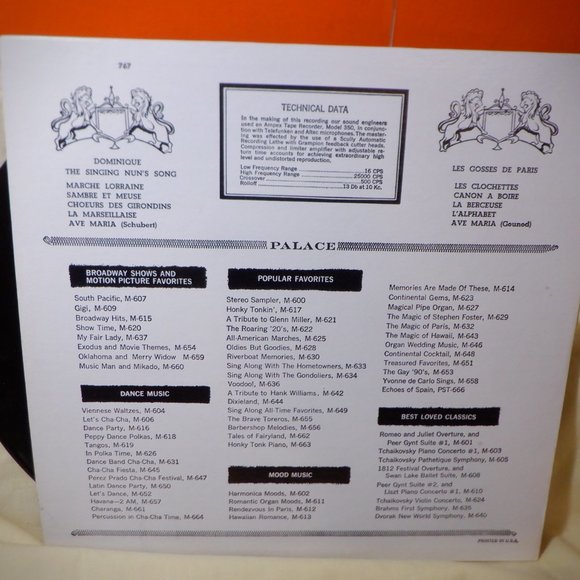 767
DOMINIQUE
THE SINGING NUN'S SONG
MARCHE LORRAINE
SAMBRE ET MEUSE
CHOEURS DES GIRONDINS
LA MARSEILLAISE
AVE MARIA (Schubert)
TECHNICAL DATA
In the making of this recording our sound engineers
used an Ampex Tape Recorder, Model 350, in conjunc-
tion with Telefunken and Altec microphones. The master-
ing was effected by the use of a Scully Automatic
Recording Lathe with Grampion feedback cutter heads.
Compression and limiter amplifier with adjustable re-
turn time accounts for achieving extraordinary high
level and undistorted reproduction.
Low Frequency Range 16 CPS
High Frequency Range 25000 CPS
Crossover 500 CPS
Rolloff 13 Db at 10 Kc.
LES GOSSES DE PARIS
LES CLOCHETTES
CANON A BOIRE
LA BERCEUSE
L'ALPHABET
AVE MARIA (Gounod)
PALACE
BROADWAY SHOWS AND
MOTION PICTURE FAVORITES
South Pacific, M-607
Gigi, M-609
Broadway Hits, M-615
Show Time, M-620
My Fair Lady, M-637
Exodus and Movie Themes, M-654
Oklahoma and Merry Widow M-659
Music Man and Mikado, M-660
DANCE MUSIC
Viennese Waltzes, M-604
Let's Cha-Cha, M-606
Dance Party, M-616
Peppy Dance Polkas, M-618
Tangos, M-619
In Polka Time, M-626
Dance Band Cha-Cha, M-631
Cha-Cha Fiesta, M-645
Perez Prado Cha-Cha Festival, M-647
Latin Dance Party, M-650
Let's Dance, M-652
Havana—2 AM, M-657
Charanga, M-661
Percussion in Cha-Cha Time, M-664
POPULAR FAVORITES
Stereo Sampler, M-600
Honky Tonkin', M-617
A Tribute to Glenn Miller, M-621
The Roaring '20's, M-622
All-American Marches, M-625
Oldies But Goodies, M-628
Riverboat Memories, M-630
Sing Along With the Hometowners, M-633
Sing Along With the Gondoliers, M-634
Voodoo!, M-636
A Tribute to Hank Williams, M-642
Dixieland, M-644
Sing Along All-Time Favorites, M-649
The Brave Toreros, M-655
Barbershop Melodies, M-656
Tales of Fairyland, M-662
Honky Tonk Piano, M-663
MOOD MUSIC
Harmonica Moods, M-602
Romantic Organ Moods, M-611
Rendezvous In Paris, M-612
Hawaiian Romance, M-613
Memories Are Made Of These, M-614
Continental Gems, M-623
Magical Pipe Organ, M-627
The Magic of Stephen Foster, M-629
The Magic of Paris, M-632
The Magic of Hawaii, M-643
Organ Wedding Music, M-646
Continental Cocktail, M-648
Treasured Favorites, M-651
The Gay '90's, M-653
Yvonne de Carlo Sings, M-658
Echoes of Spain, PST-666
BEST LOVED CLASSICS
Romeo and Juliet Overture, and
Peer Gynt Suite #1, M-601
Tchaikovsky Piano Concerto #1, M-603
Tchaikovsky Pathetique Symphony, M-605
1812 Festival Overture, and
Swan Lake Ballet Suite, M-608
Peer Gynt Suite #2, and
Liszt Piano Concerto #1, M-610
Tchaikovsky Violin Concerto, M-624
Brahms First Symphony, M-635
Dvorak New World Symphony, M-640
PRINTED IN U.S.A.